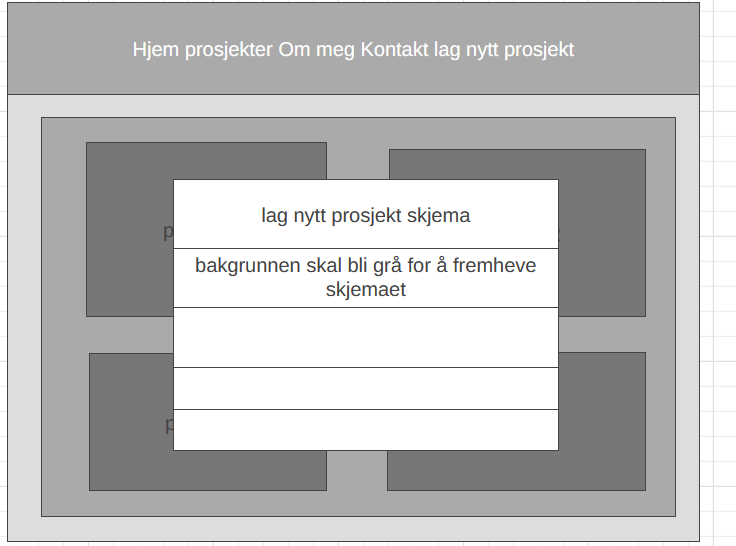 Hjem prosjekter Om meg Kontakt lag nytt prosjekt
lag nytt prosjekt skjema
bakgrunnen skal bli grå for å fremheve
skjemaet